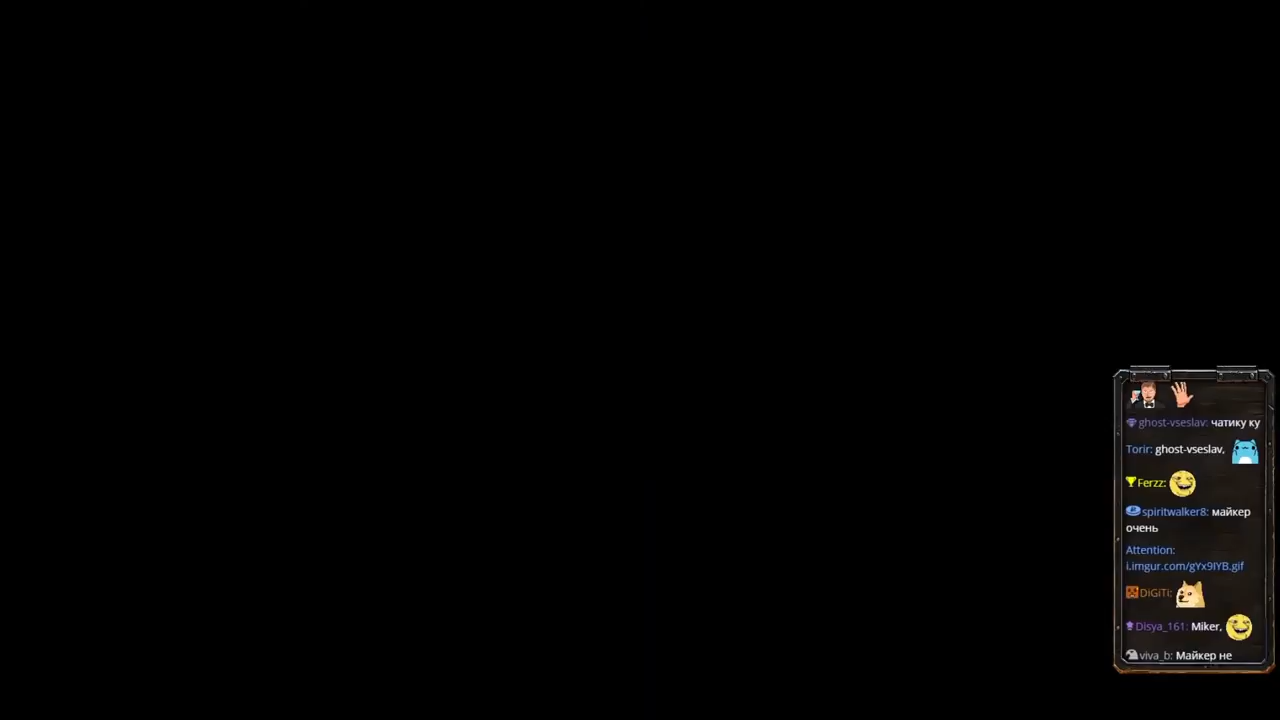 ghost-vseslav: чатику ку
Torir: ghost-vseslav,
Ferzz:
spiritwalker8: майкер
очень
Attention:
i.imgur.com/gYx9IYB.gif
DiGiTi:
Disya_161: Miker,
viva_b: Майкер не